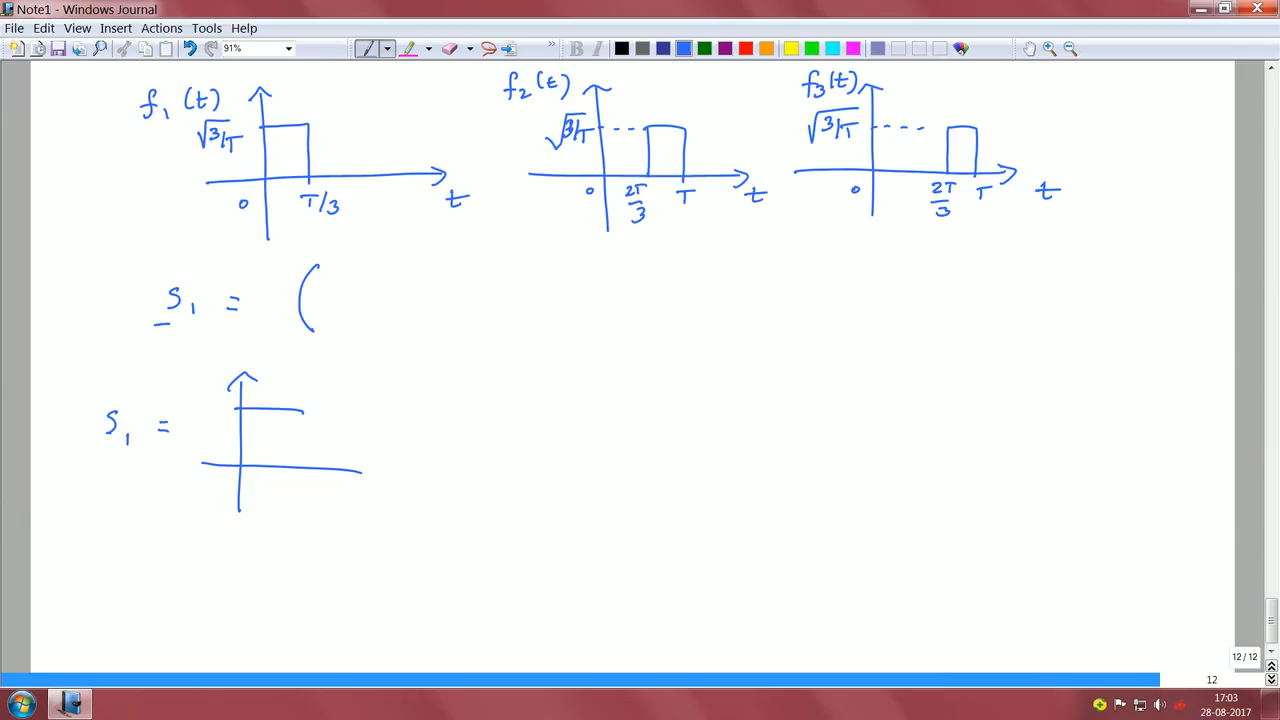 Note1 - Windows Journal
File Edit View Insert Actions Tools Help
91%
f1(t) f2(t) f3(t)
√3/T √3/T √3/T
0 T/3 t 0 2T/3 T t 0 2T/3 T t
s1 = (
s1 =
12/12
12
17:03
28-08-2017